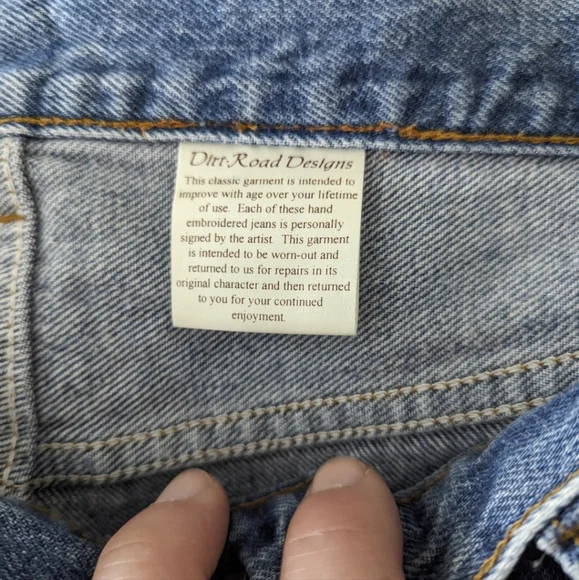 Dirt Road Designs
This classic garment is intended to
improve with age over your lifetime
of use. Each of these hand
embroidered jeans is personally
signed by the artist. This garment
is intended to be worn-out and
returned to us for repairs in its
original character and then returned
to you for your continued
enjoyment.